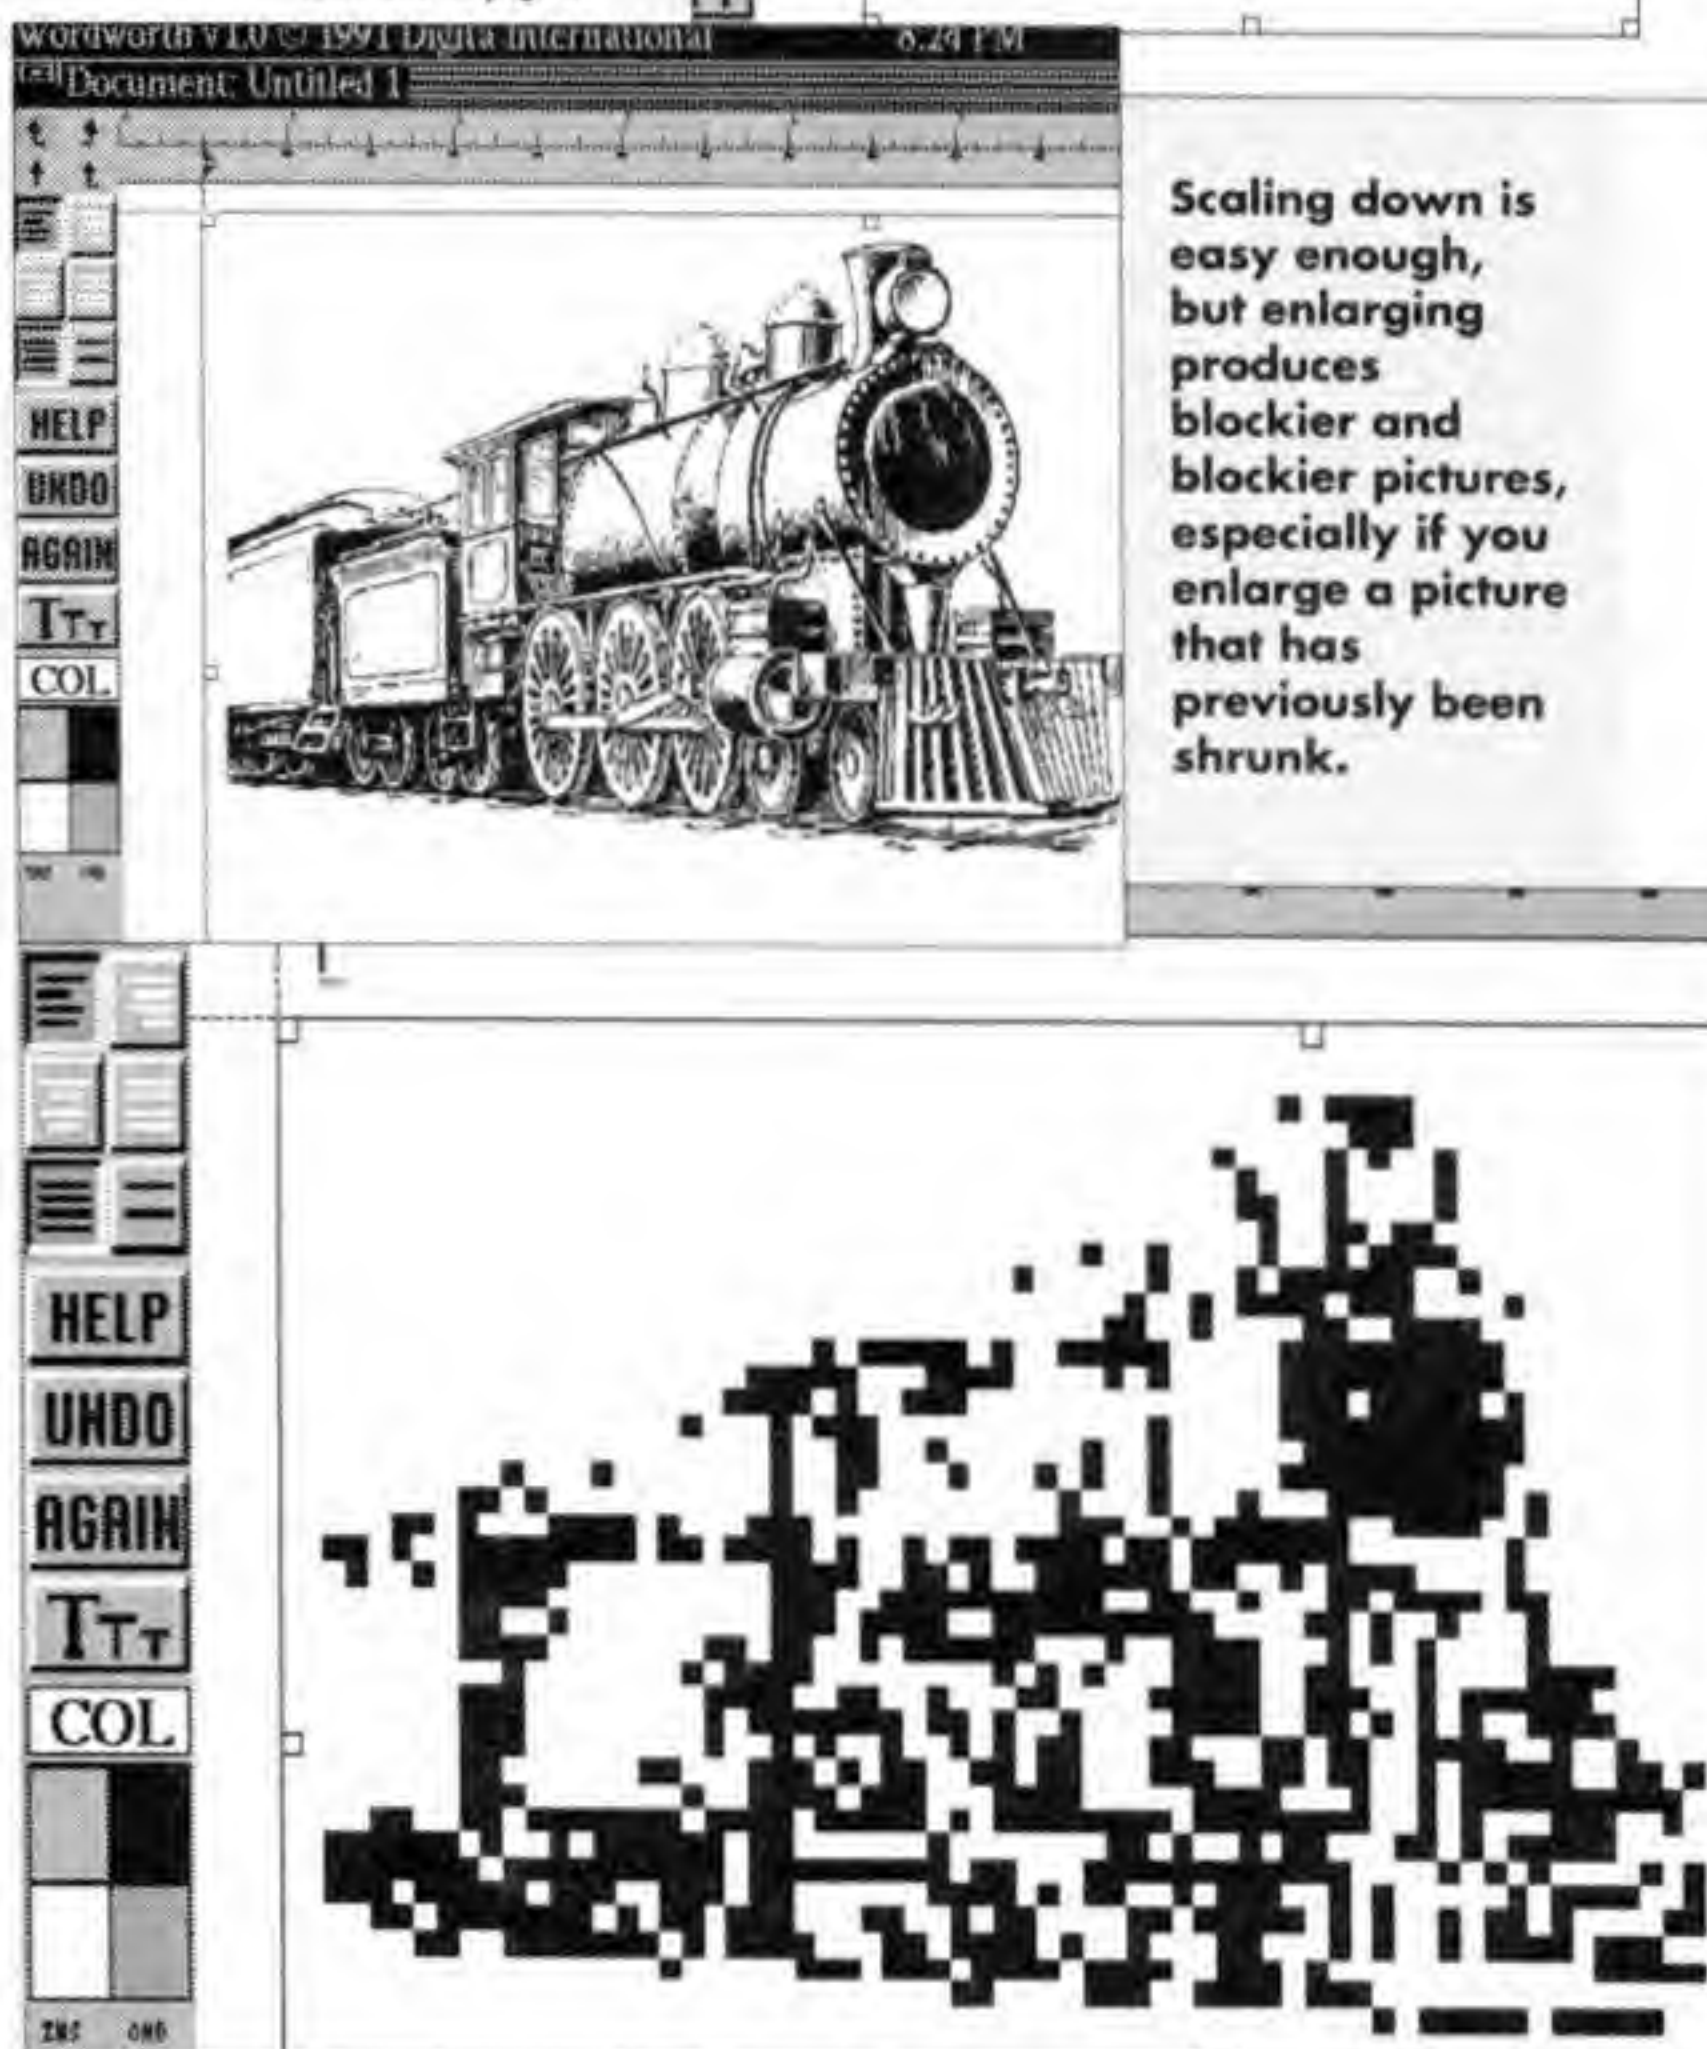 Wordworth v1.0 © 1991 Digita International 8.24 PM
Document: Untitled 1
HELP
UNDO
AGAIN
TTT
COL
Scaling down is
easy enough,
but enlarging
produces
blockier and
blockier pictures,
especially if you
enlarge a picture
that has
previously been
shrunk.
HELP
UNDO
AGAIN
TTT
COL
INS